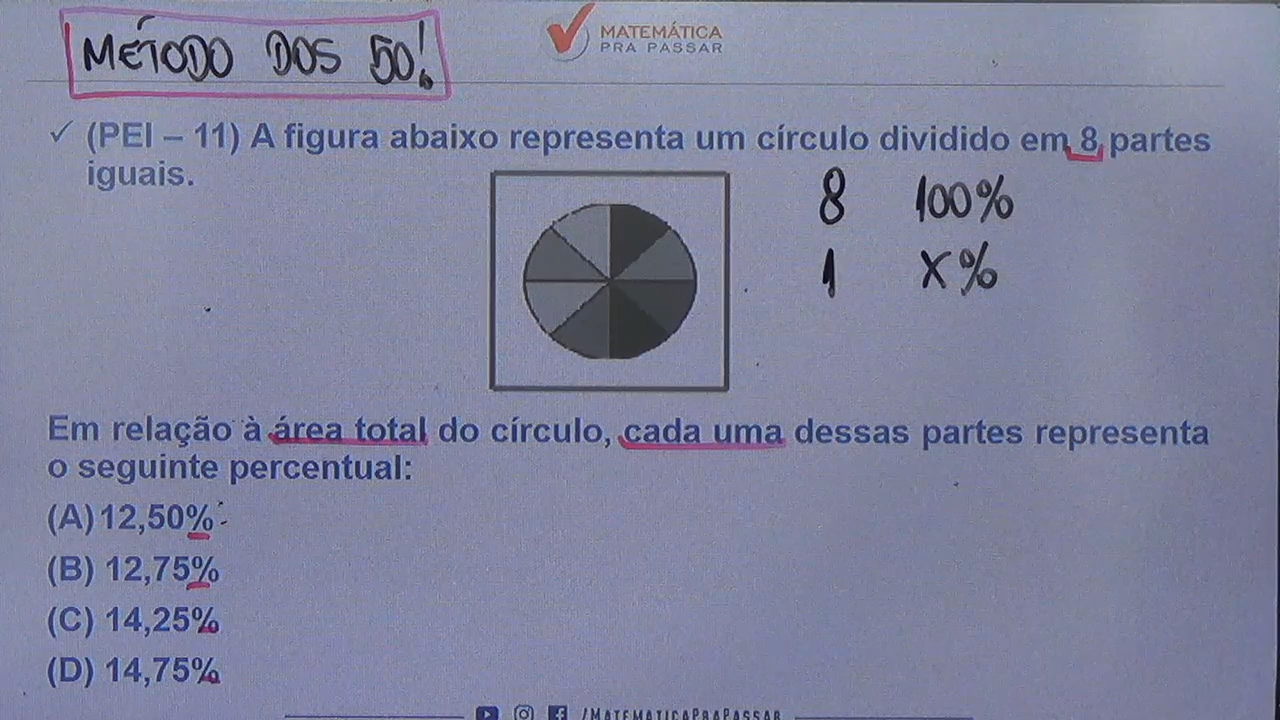 MÉTODO DOS 50!
MATEMÁTICA
PRA PASSAR
✓ (PEI – 11) A figura abaixo representa um círculo dividido em 8 partes
iguais.
8 100%
1 X%
Em relação à área total do círculo, cada uma dessas partes representa
o seguinte percentual:
(A) 12,50%
(B) 12,75%
(C) 14,25%
(D) 14,75%
/MATEMATICAPRAPASSAR